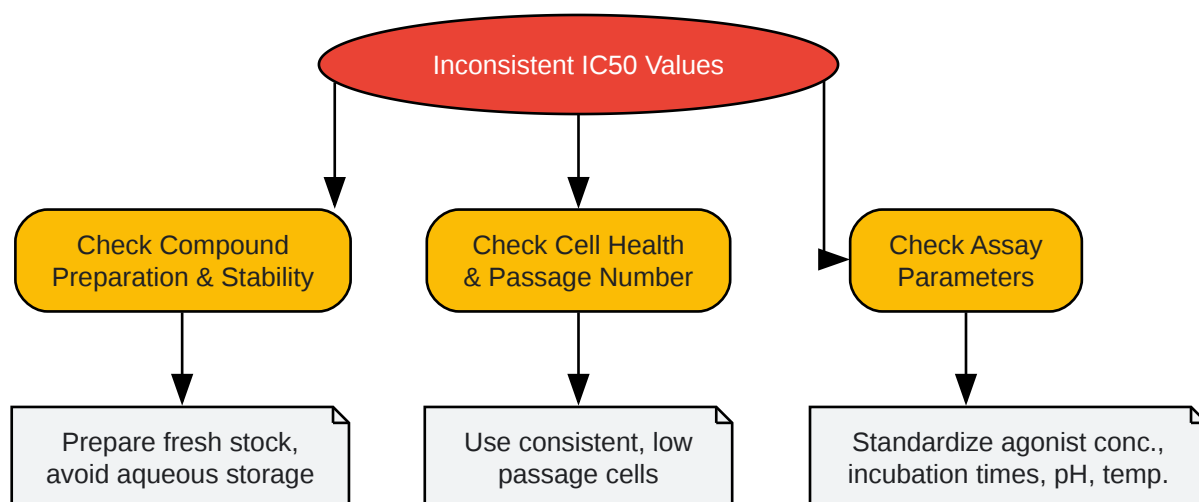 Inconsistent IC50 Values
Check Compound
Preparation & Stability
Check Cell Health
& Passage Number
Check Assay
Parameters
Prepare fresh stock,
avoid aqueous storage
Use consistent, low
passage cells
Standardize agonist conc.,
incubation times, pH, temp.